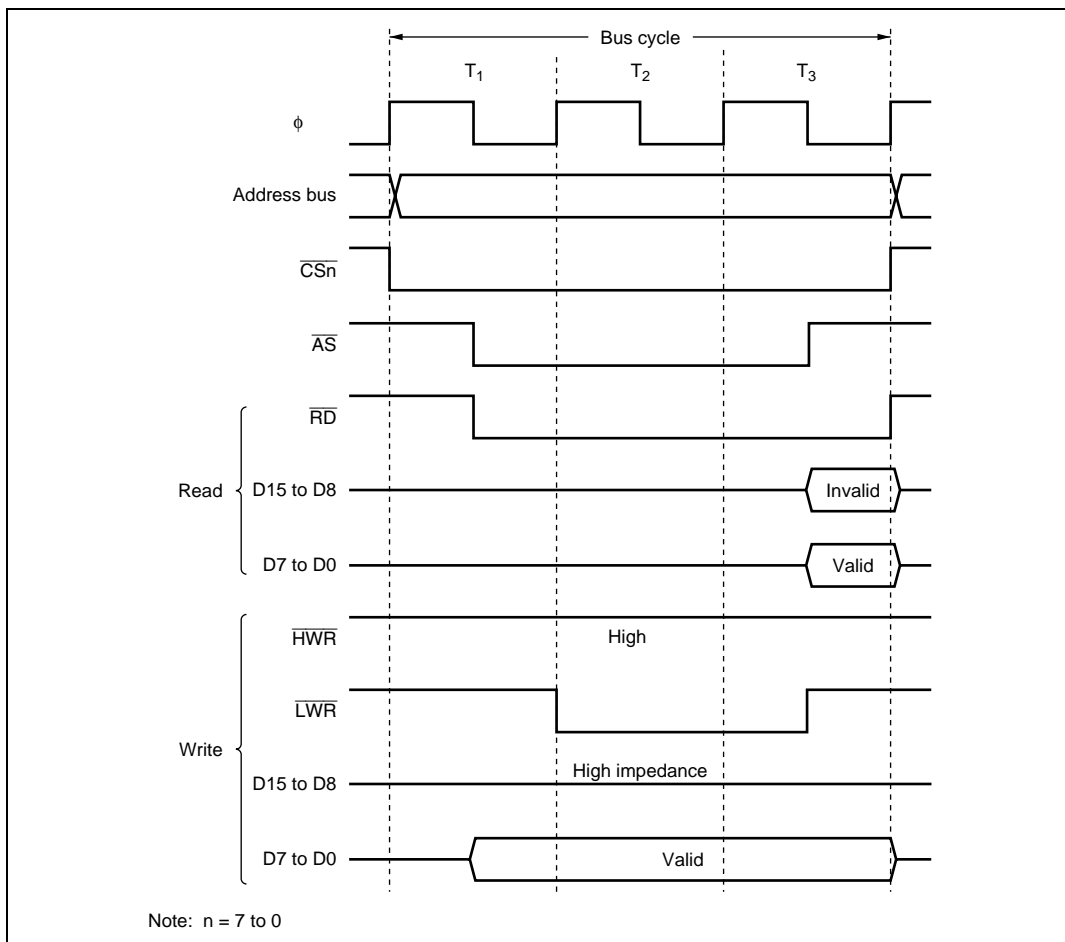 Bus cycle
T1 T2 T3
ϕ
Address bus
CSn
AS
RD
Read
D15 to D8 Invalid
D7 to D0 Valid
HWR High
LWR
Write
D15 to D8 High impedance
D7 to D0 Valid
Note: n = 7 to 0